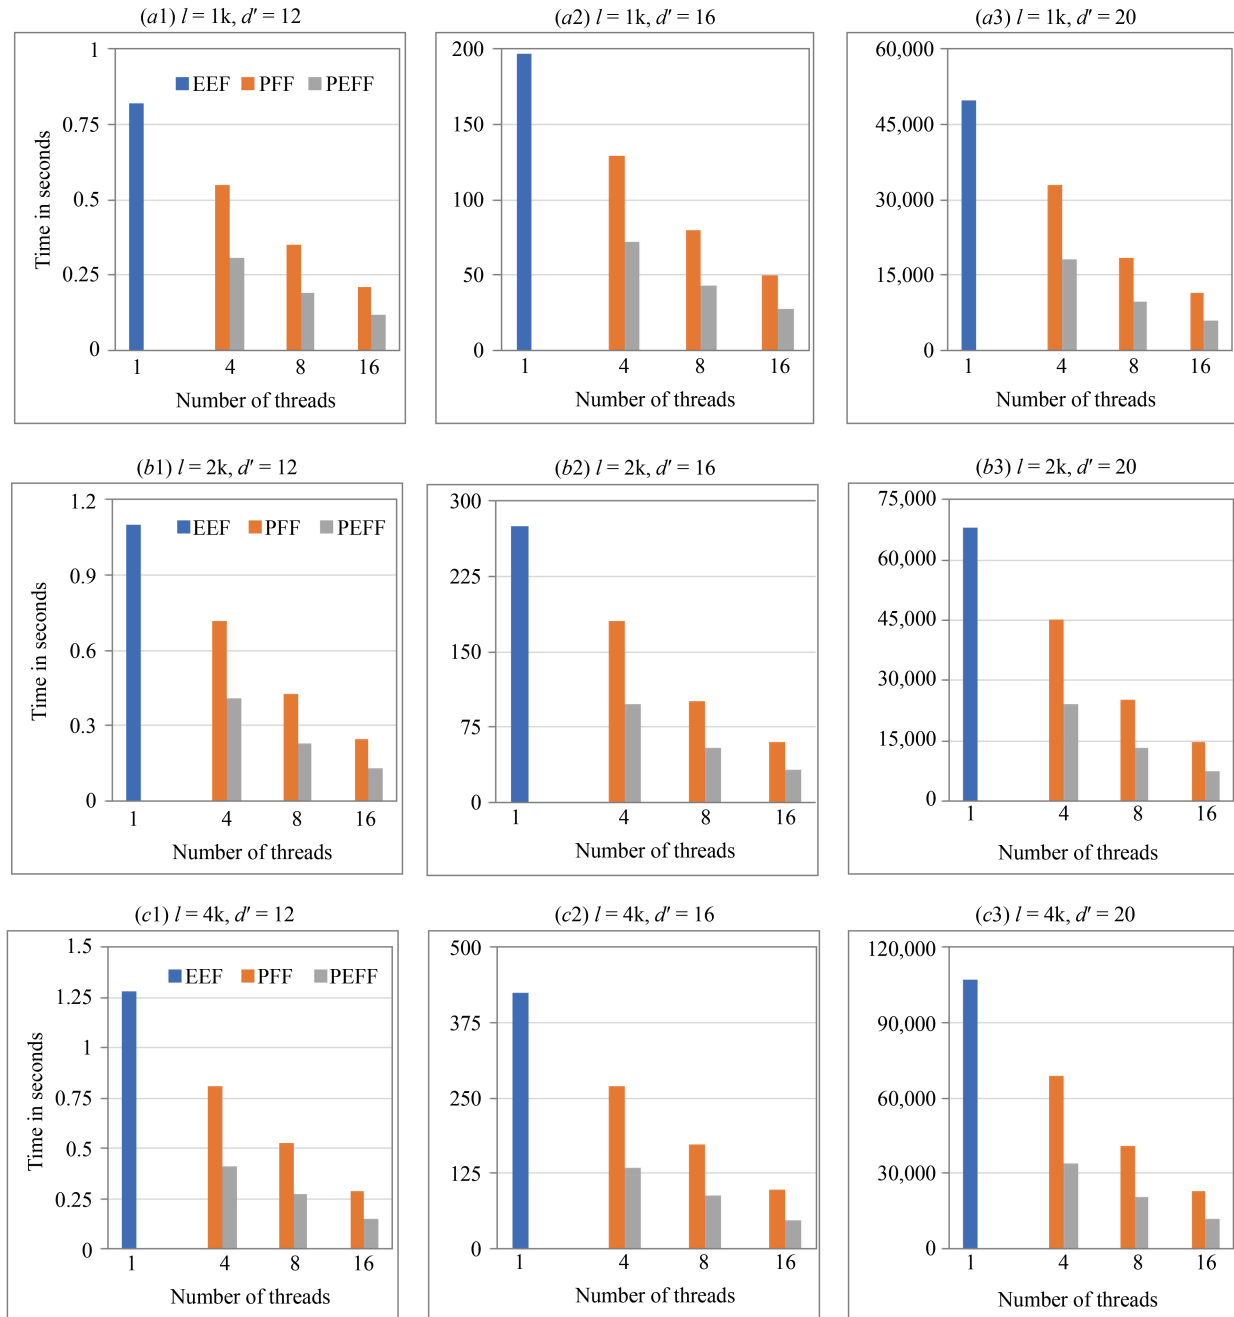 (a1) l = 1k, d′ = 12
1
0.75
0.5
0.25
0
Time in seconds
EEF PFF PEFF
1 4 8 16
Number of threads
(a2) l = 1k, d′ = 16
200
150
100
50
0
1 4 8 16
Number of threads
(a3) l = 1k, d′ = 20
60,000
45,000
30,000
15,000
0
1 4 8 16
Number of threads
(b1) l = 2k, d′ = 12
1.2
0.9
0.6
0.3
0
Time in seconds
EEF PFF PEFF
1 4 8 16
Number of threads
(b2) l = 2k, d′ = 16
300
225
150
75
0
1 4 8 16
Number of threads
(b3) l = 2k, d′ = 20
75,000
60,000
45,000
30,000
15,000
0
1 4 8 16
Number of threads
(c1) l = 4k, d′ = 12
1.5
1.25
1
0.75
0.5
0.25
0
Time in seconds
EEF PFF PEFF
1 4 8 16
Number of threads
(c2) l = 4k, d′ = 16
500
375
250
125
0
1 4 8 16
Number of threads
(c3) l = 4k, d′ = 20
120,000
90,000
60,000
30,000
0
1 4 8 16
Number of threads